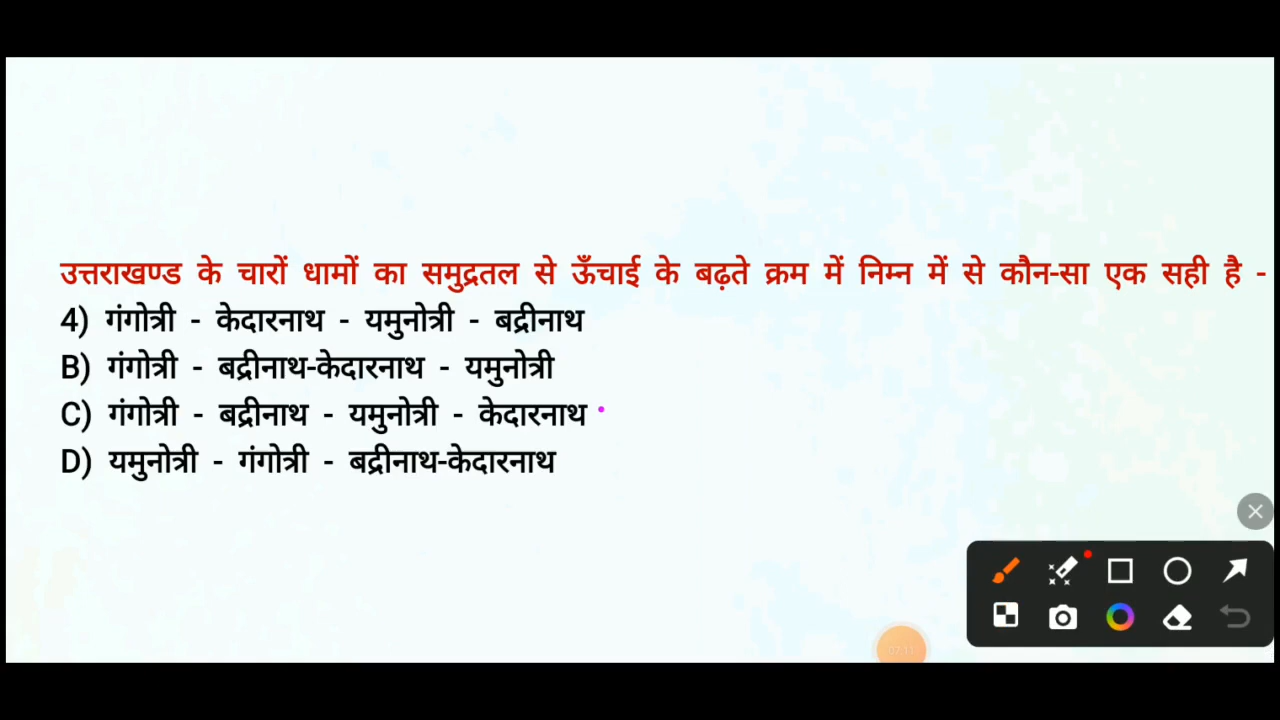 उत्तराखण्ड के चारों धामों का समुद्रतल से ऊँचाई के बढ़ते क्रम में निम्न में से कौन-सा एक सही है -
4) गंगोत्री - केदारनाथ - यमुनोत्री - बद्रीनाथ
B) गंगोत्री - बद्रीनाथ-केदारनाथ - यमुनोत्री
C) गंगोत्री - बद्रीनाथ - यमुनोत्री - केदारनाथ
D) यमुनोत्री - गंगोत्री - बद्रीनाथ-केदारनाथ